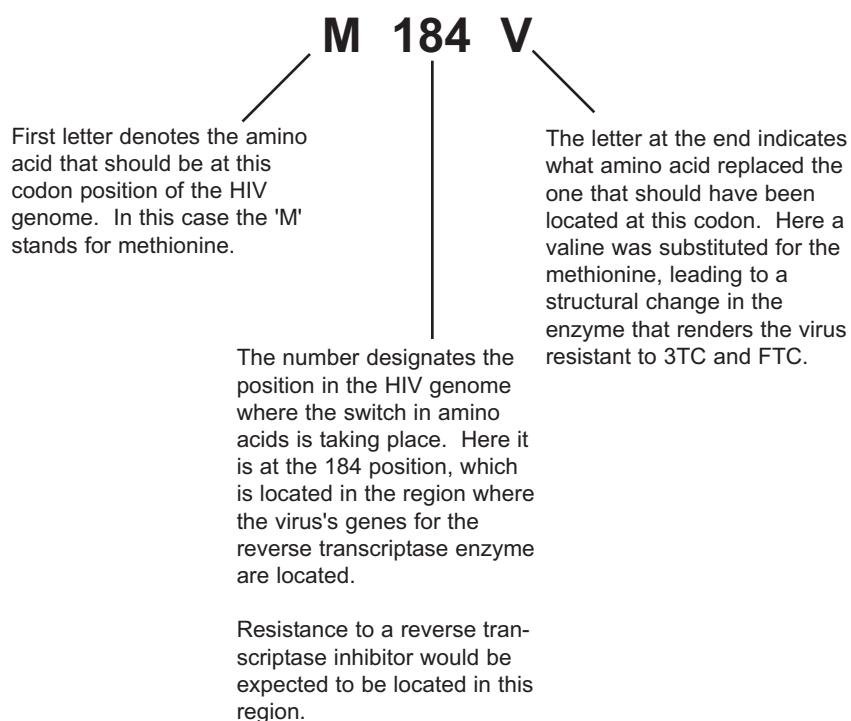 M 184 V
First letter denotes the amino
acid that should be at this
codon position of the HIV
genome. In this case the 'M'
stands for methionine.
The number designates the
position in the HIV genome
where the switch in amino
acids is taking place. Here it
is at the 184 position, which
is located in the region where
the virus's genes for the
reverse transcriptase enzyme
are located.
Resistance to a reverse tran-
scriptase inhibitor would be
expected to be located in this
region.
The letter at the end indicates
what amino acid replaced the
one that should have been
located at this codon. Here a
valine was substituted for the
methionine, leading to a
structural change in the
enzyme that renders the virus
resistant to 3TC and FTC.